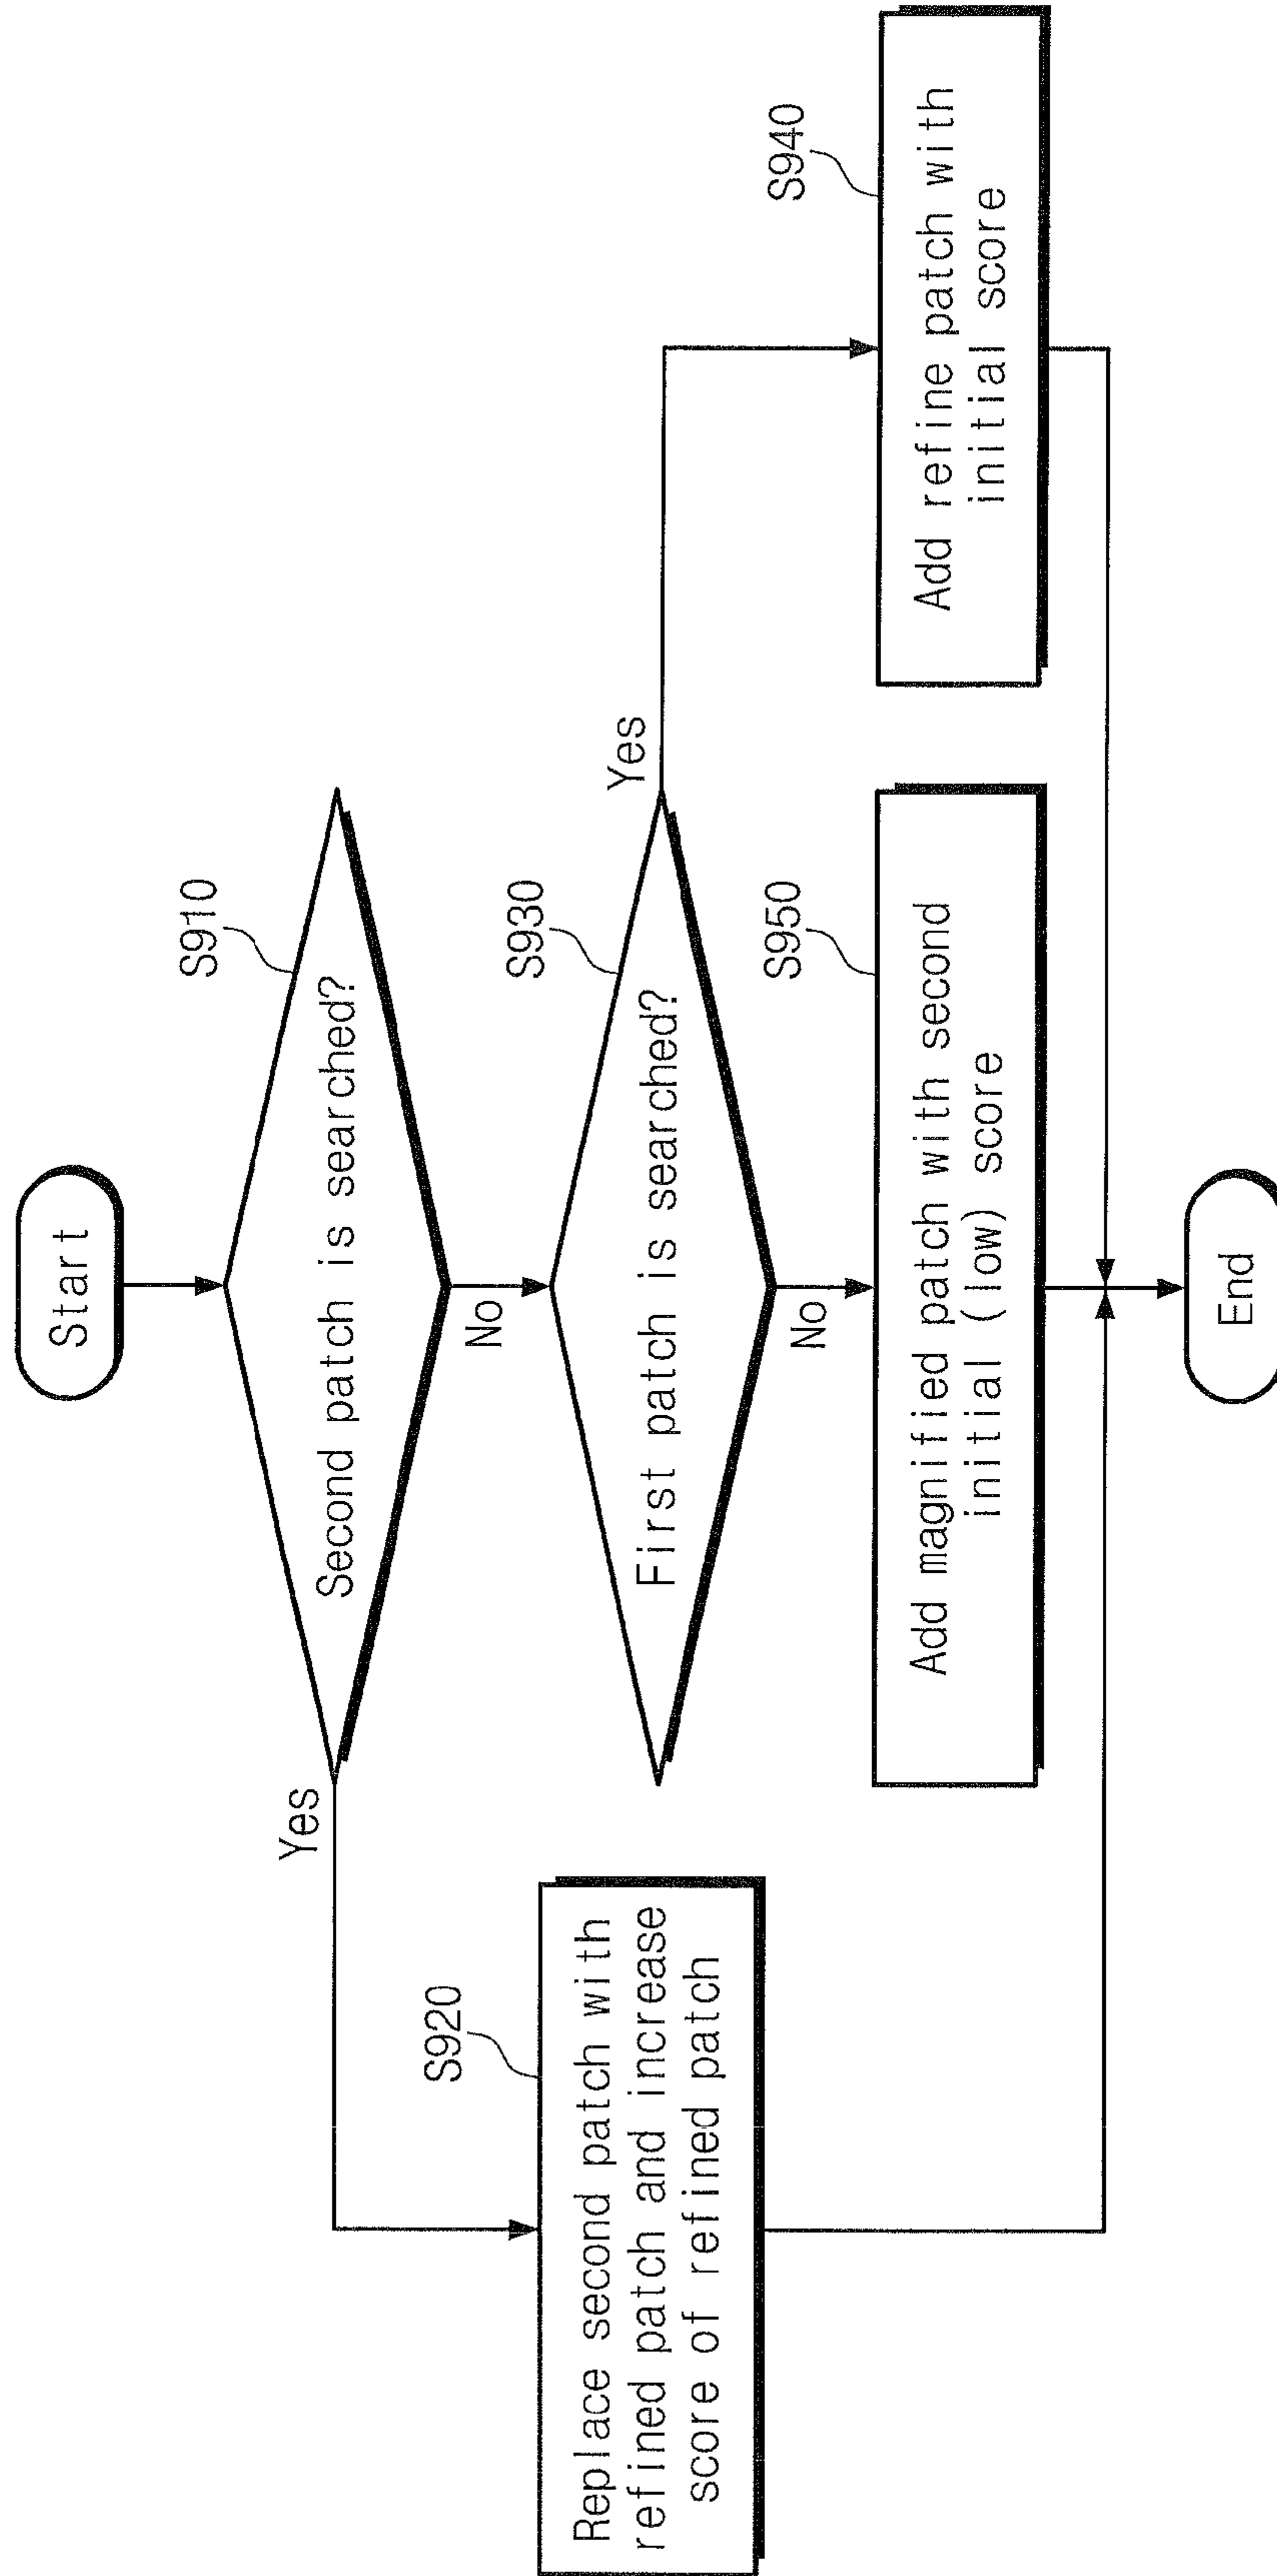 Start
S910
Second patch is searched?
Yes
No
S920
Replace second patch with
refined patch and increase
score of refined patch
S930
First patch is searched?
Yes
No
S940
Add refine patch with
initial score
S950
Add magnified patch with second
initial (low) score
End